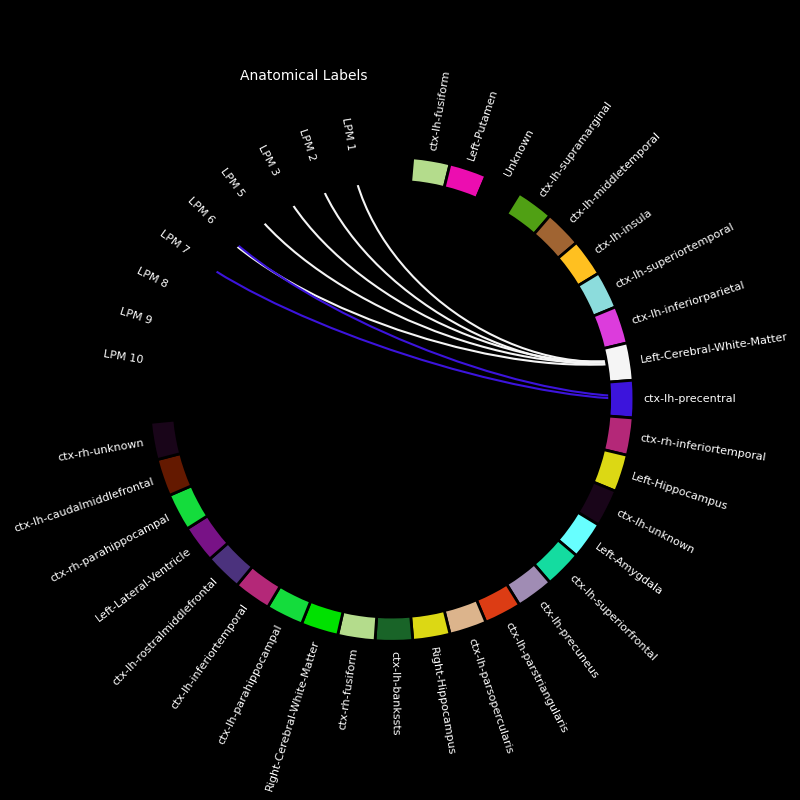 Anatomical Labels
LPM 1
LPM 2
LPM 3
LPM 5
LPM 6
LPM 7
LPM 8
LPM 9
LPM 10
ctx-lh-fusiform
Left-Putamen
Unknown
ctx-lh-supramarginal
ctx-lh-middletemporal
ctx-lh-insula
ctx-lh-superiortemporal
ctx-lh-inferiorparietal
Left-Cerebral-White-Matter
ctx-lh-precentral
ctx-rh-inferiortemporal
Left-Hippocampus
ctx-lh-unknown
Left-Amygdala
ctx-lh-superiorfrontal
ctx-lh-precuneus
ctx-lh-parstriangularis
ctx-lh-parsopercularis
Right-Hippocampus
ctx-lh-bankssts
ctx-rh-fusiform
Right-Cerebral-White-Matter
ctx-lh-parahippocampal
ctx-lh-inferiortemporal
ctx-lh-rostralmiddlefrontal
Left-Lateral-Ventricle
ctx-rh-parahippocampal
ctx-lh-caudalmiddlefrontal
ctx-rh-unknown